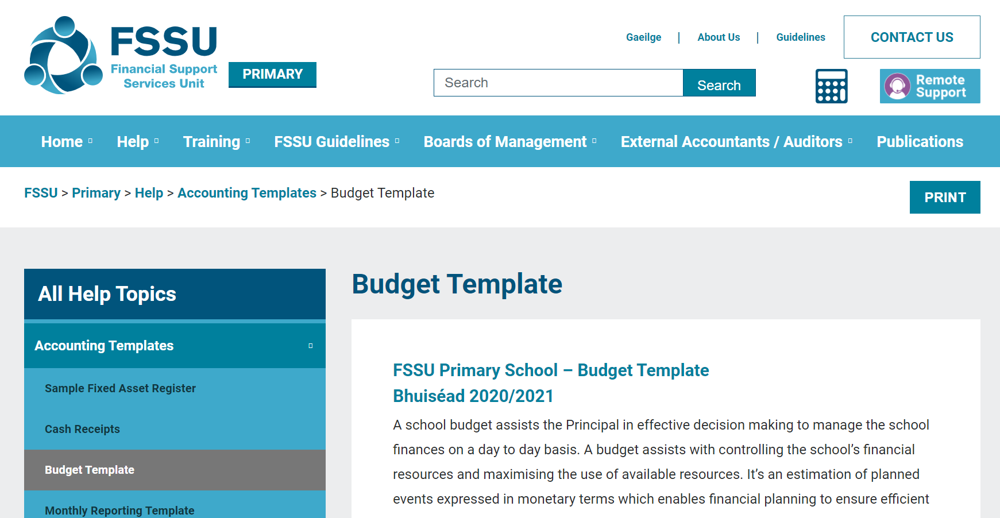 FSSU
Financial Support
Services Unit
PRIMARY
Gaeilge | About Us | Guidelines
CONTACT US
Search
Search
Remote
Support
Home Help Training FSSU Guidelines Boards of Management External Accountants / Auditors Publications
FSSU > Primary > Help > Accounting Templates > Budget Template
PRINT
All Help Topics
Accounting Templates
Sample Fixed Asset Register
Cash Receipts
Budget Template
Monthly Reporting Template
Budget Template
FSSU Primary School – Budget Template
Bhuiséad 2020/2021
A school budget assists the Principal in effective decision making to manage the school
finances on a day to day basis. A budget assists with controlling the school’s financial
resources and maximising the use of available resources. It’s an estimation of planned
events expressed in monetary terms which enables financial planning to ensure efficient